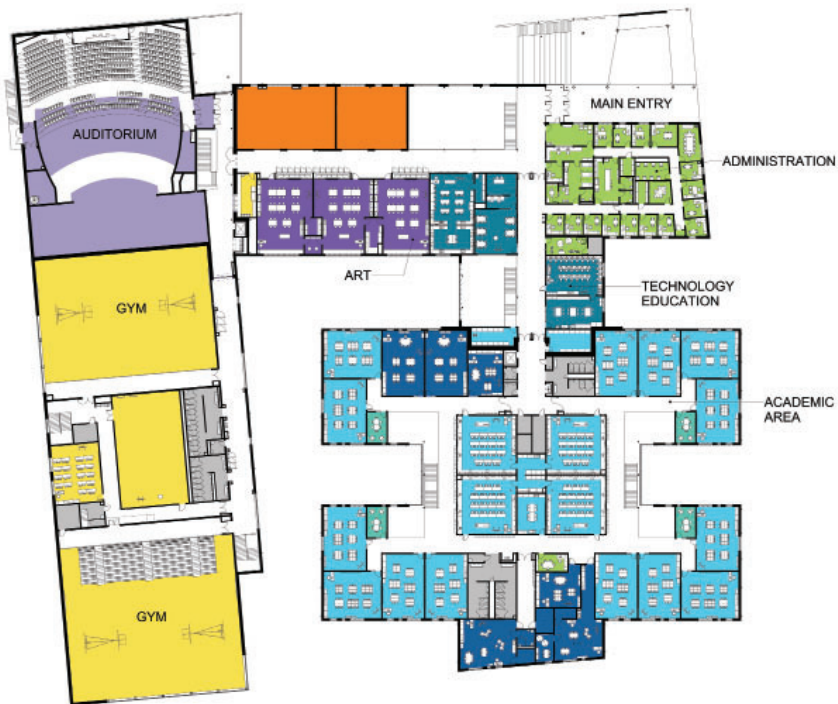 MAIN ENTRY
AUDITORIUM
ADMINISTRATION
ART
TECHNOLOGY
EDUCATION
GYM
ACADEMIC
AREA
GYM